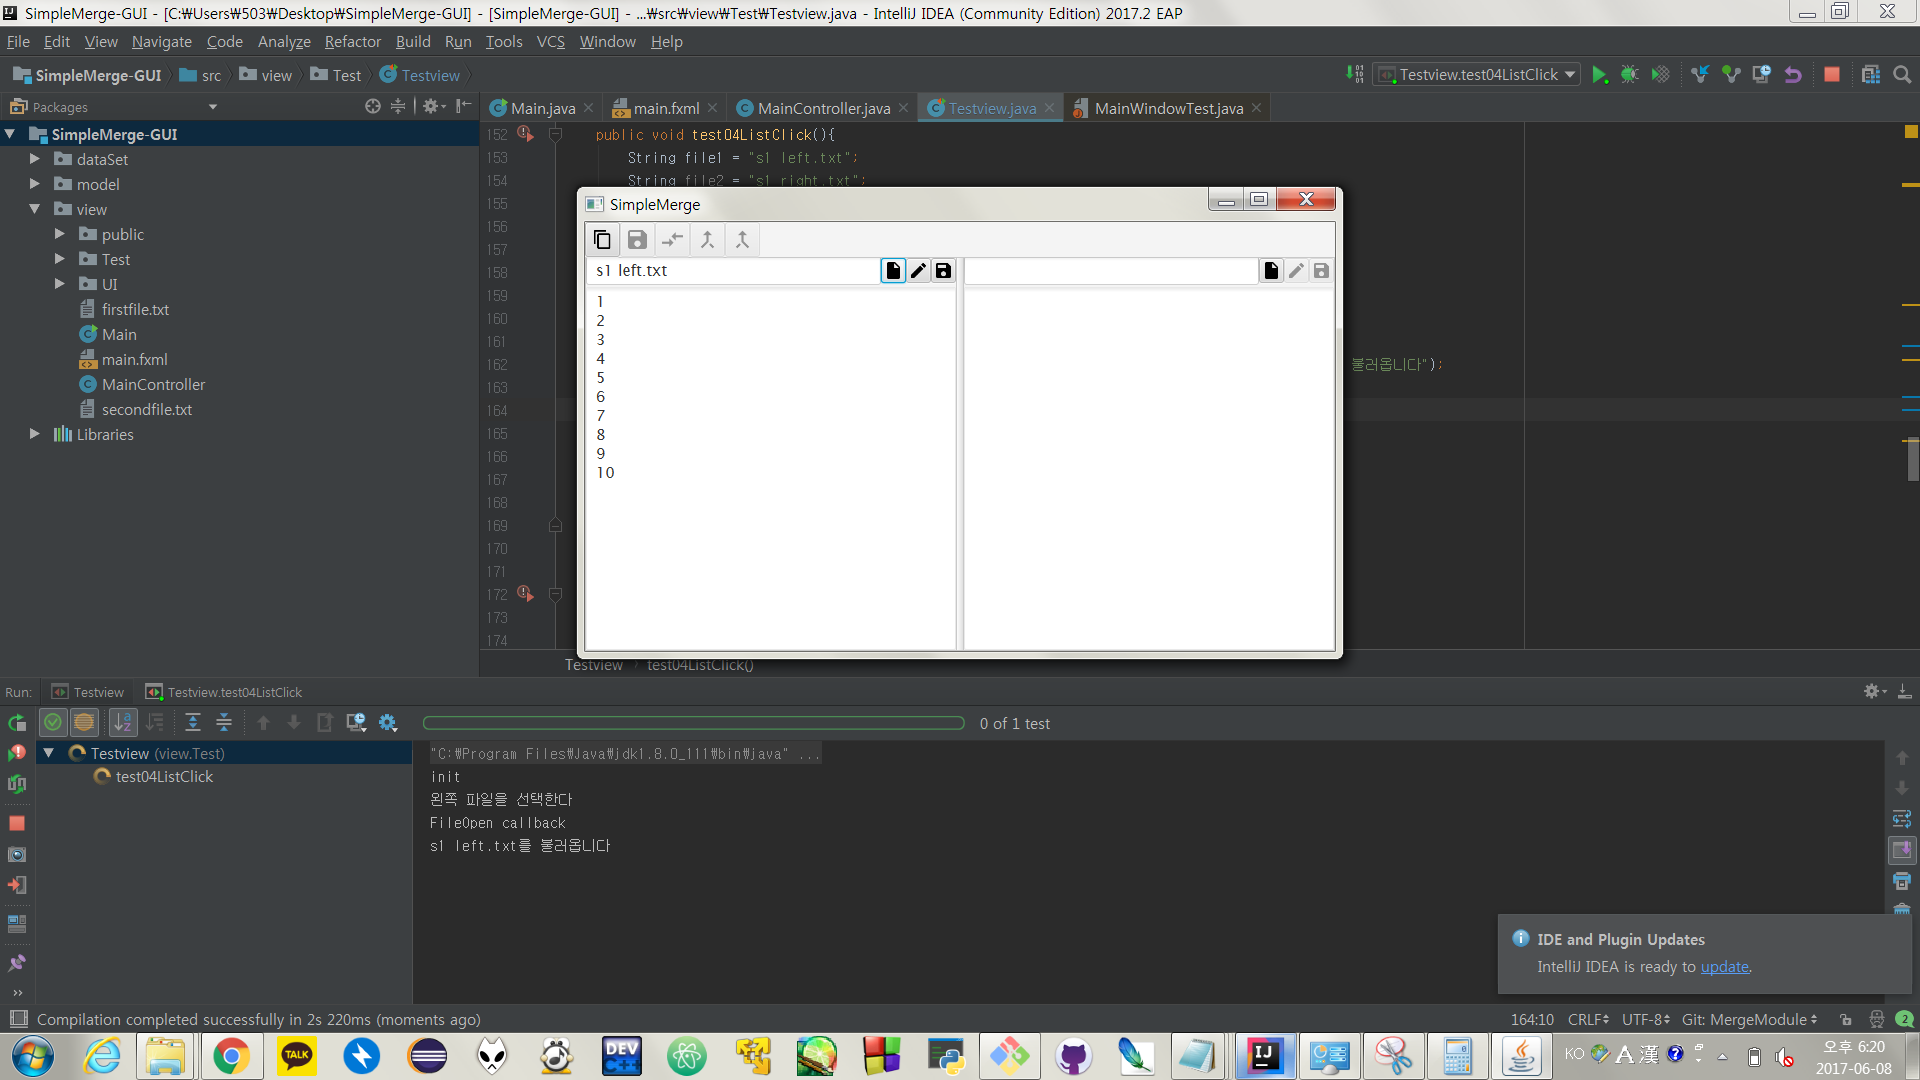 SimpleMerge-GUI - [C:₩Users₩503₩Desktop₩SimpleMerge-GUI] - [SimpleMerge-GUI] - ...₩src₩view₩Test₩Testview.java - IntelliJ IDEA (Community Edition) 2017.2 EAP
File Edit View Navigate Code Analyze Refactor Build Run Tools VCS Window Help
SimpleMerge-GUI src view Test Testview
Testview.test04ListClick
Packages
Main.java main.fxml MainController.java Testview.java MainWindowTest.java
SimpleMerge-GUI
dataSet
model
view
public
Test
UI
firstfile.txt
Main
main.fxml
MainController
secondfile.txt
Libraries
152 public void test04ListClick(){
153 String file1 = "s1 left.txt";
154 String file2 = "s1 right.txt";
155
156
157
158
159
160
161
162 불러옵니다");
163
164
165
166
167
168
169
170
171
172
173
174
SimpleMerge
s1 left.txt
1
2
3
4
5
6
7
8
9
10
Testview test04ListClick()
Run: Testview Testview.test04ListClick
0 of 1 test
Testview (view.Test)
test04ListClick
"C:₩Program Files₩Java₩jdk1.8.0_111₩bin₩java" ...
init
왼쪽 파일을 선택한다
FileOpen callback
s1 left.txt를 불러옵니다
IDE and Plugin Updates
IntelliJ IDEA is ready to update.
Compilation completed successfully in 2s 220ms (moments ago)
164:10 CRLF UTF-8 Git: MergeModule 2
TALK
DEV
C++
IJ
KO A 漢
오후 6:20
2017-06-08